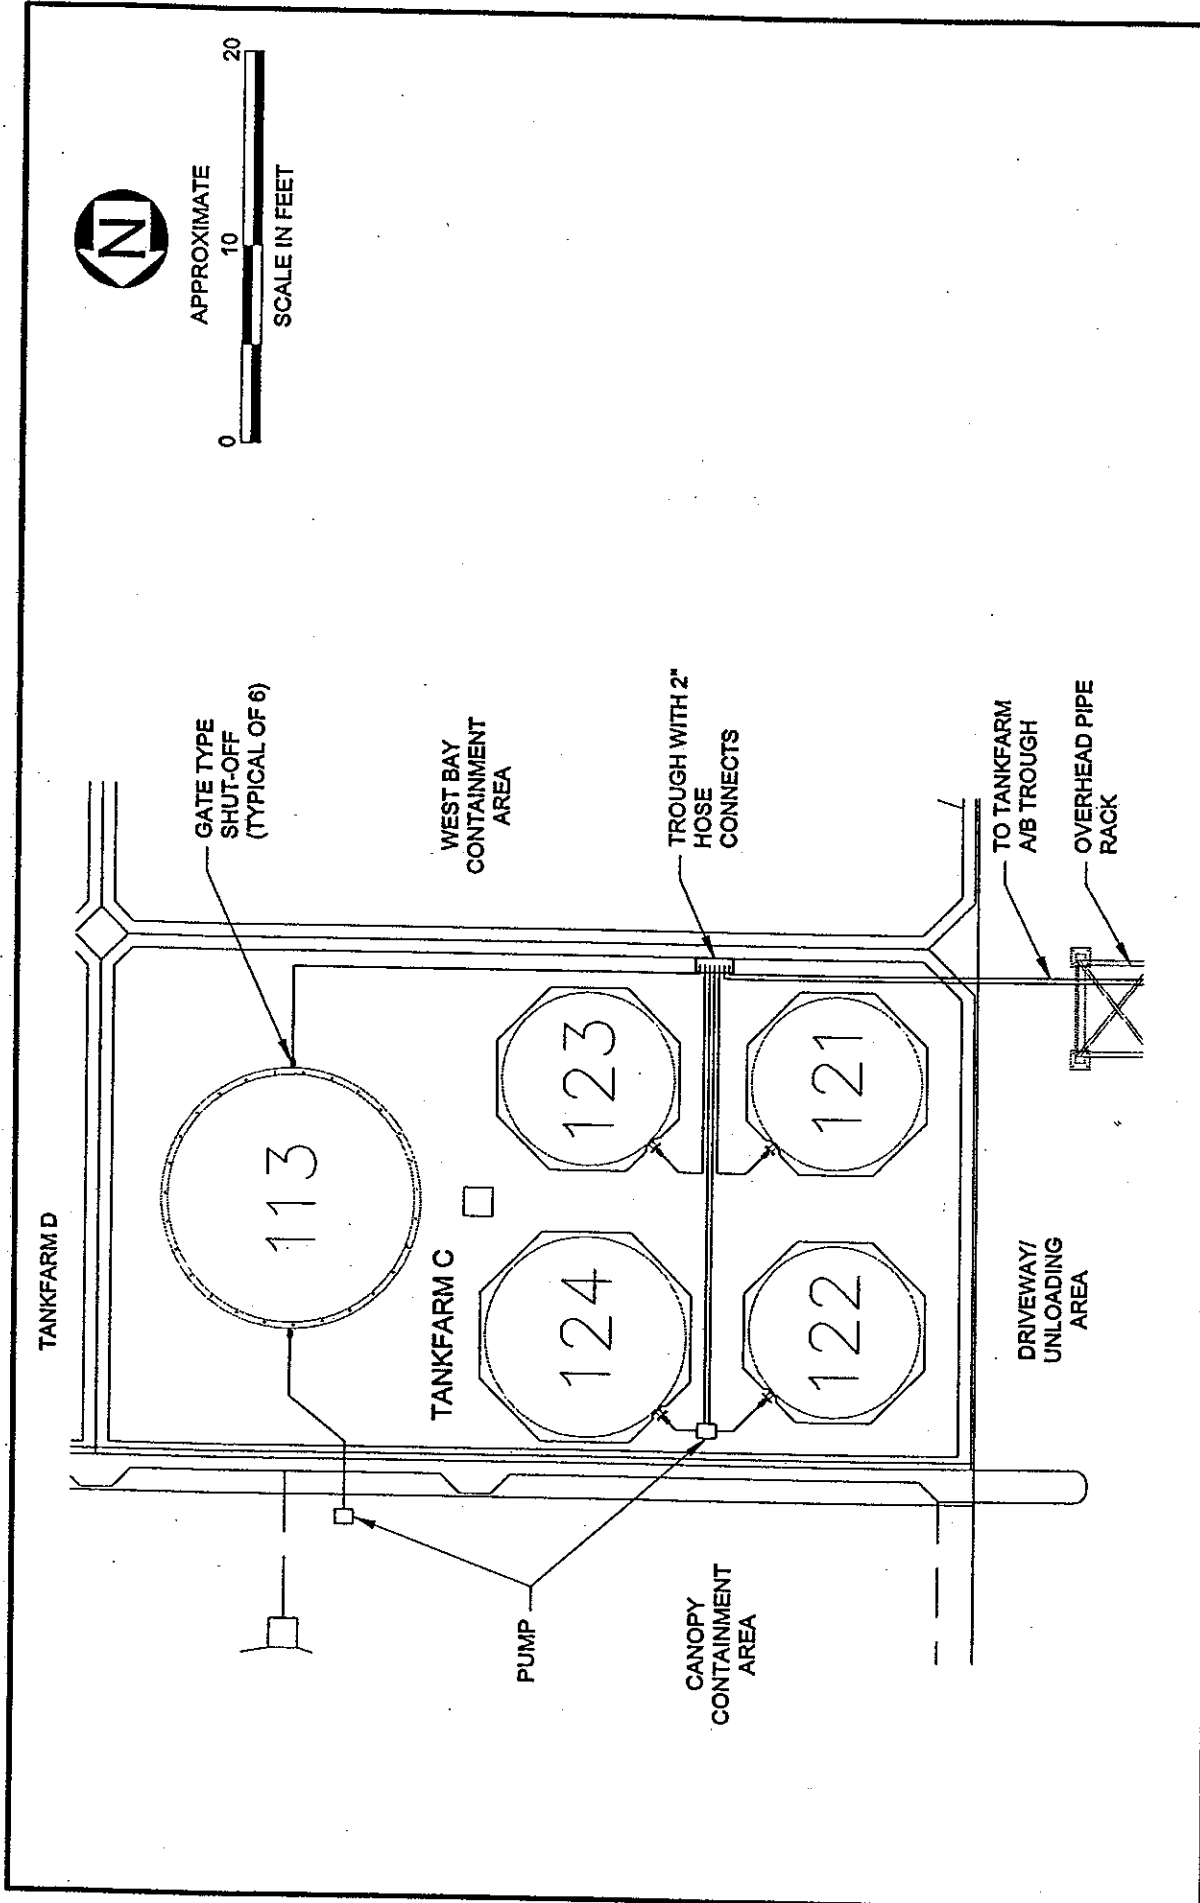 TANKFARM D
N
APPROXIMATE
0 10 20
SCALE IN FEET
GATE TYPE
SHUT-OFF
(TYPICAL OF 6)
113
WEST BAY
CONTAINMENT
AREA
TANKFARM C
124
123
PUMP
TROUGH WITH 2"
HOSE
CONNECTS
122
121
CANOPY
CONTAINMENT
AREA
DRIVEWAY/
UNLOADING
AREA
TO TANKFARM
A/B TROUGH
OVERHEAD PIPE
RACK